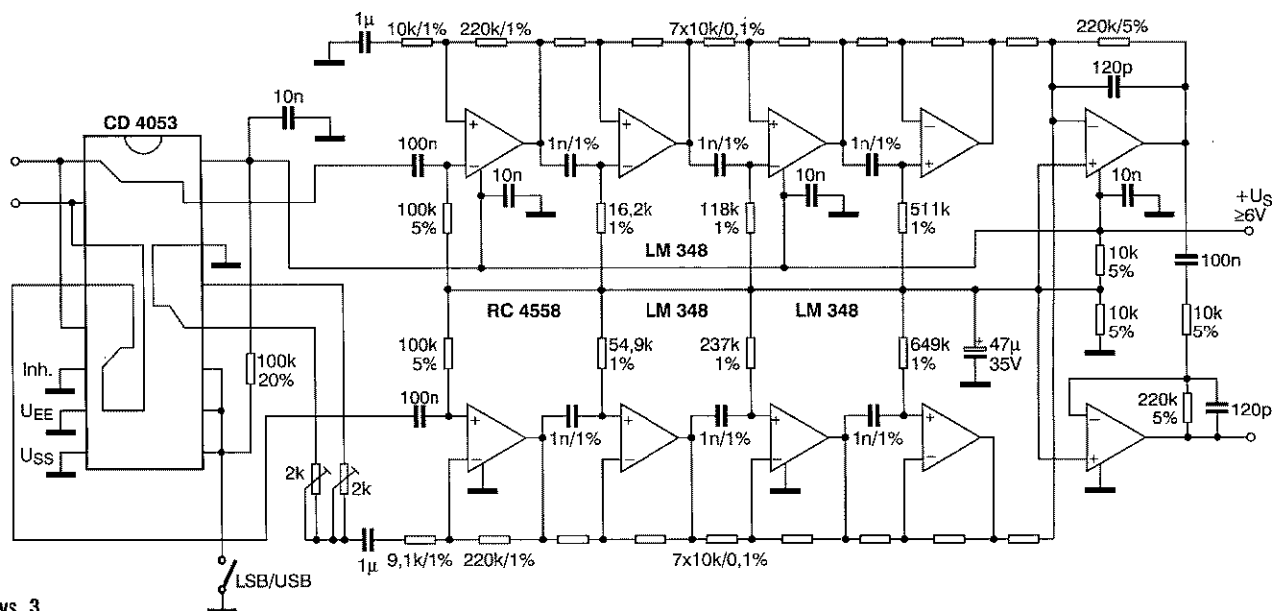 1µ
10k/1%
220k/1%
7x10k/0,1%
220k/5%
120p
10n
CD 4053
100n
1n/1%
1n/1%
1n/1%
+
−
+
−
+
−
−
+
−
+
10n
10n
10n
+U_S
≥6V
100k
5%
16,2k
1%
118k
1%
511k
1%
LM 348
10k
5%
100n
RC 4558
LM 348
LM 348
10k
5%
10k
5%
100k
5%
54,9k
1%
237k
1%
649k
1%
+
47µ
35V
100k
20%
Inh.
U_EE
U_SS
100n
1n/1%
1n/1%
1n/1%
+
−
+
−
+
−
+
−
−
+
220k
5%
120p
2k
2k
1µ
9,1k/1%
220k/1%
7x10k/0,1%
LSB/USB